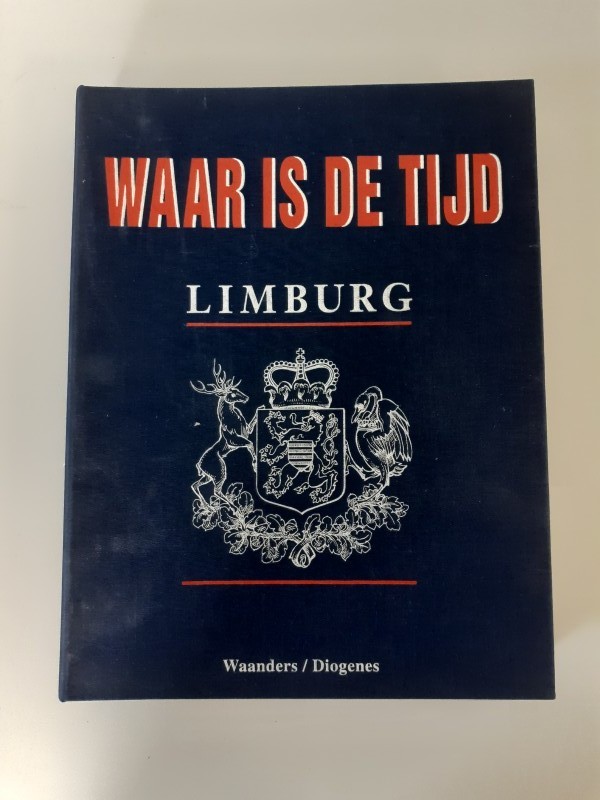 WAAR IS DE TIJD
LIMBURG
Waanders / Diogenes